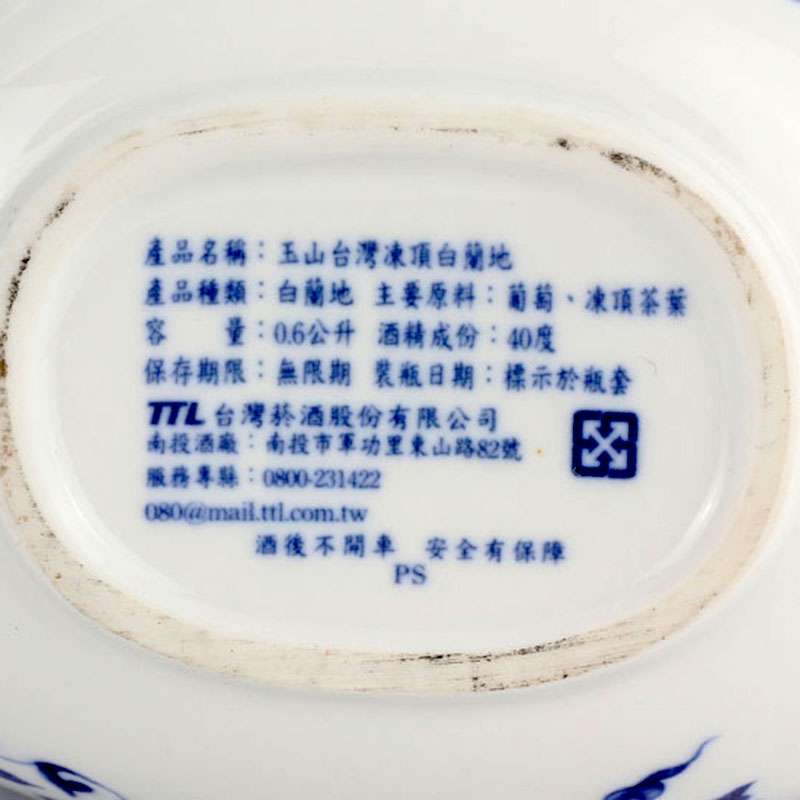 產品名稱：玉山台灣凍頂白蘭地
產品種類：白蘭地 主要原料：葡萄、凍頂茶葉
容　　量：0.6公升 酒精成份：40度
保存期限：無限期 裝瓶日期：標示於瓶套
TTL 台灣菸酒股份有限公司
南投酒廠：南投市軍功里東山路82號
服務專縣：0800-231422
080@mail.ttl.com.tw
酒後不開車 安全有保障
PS